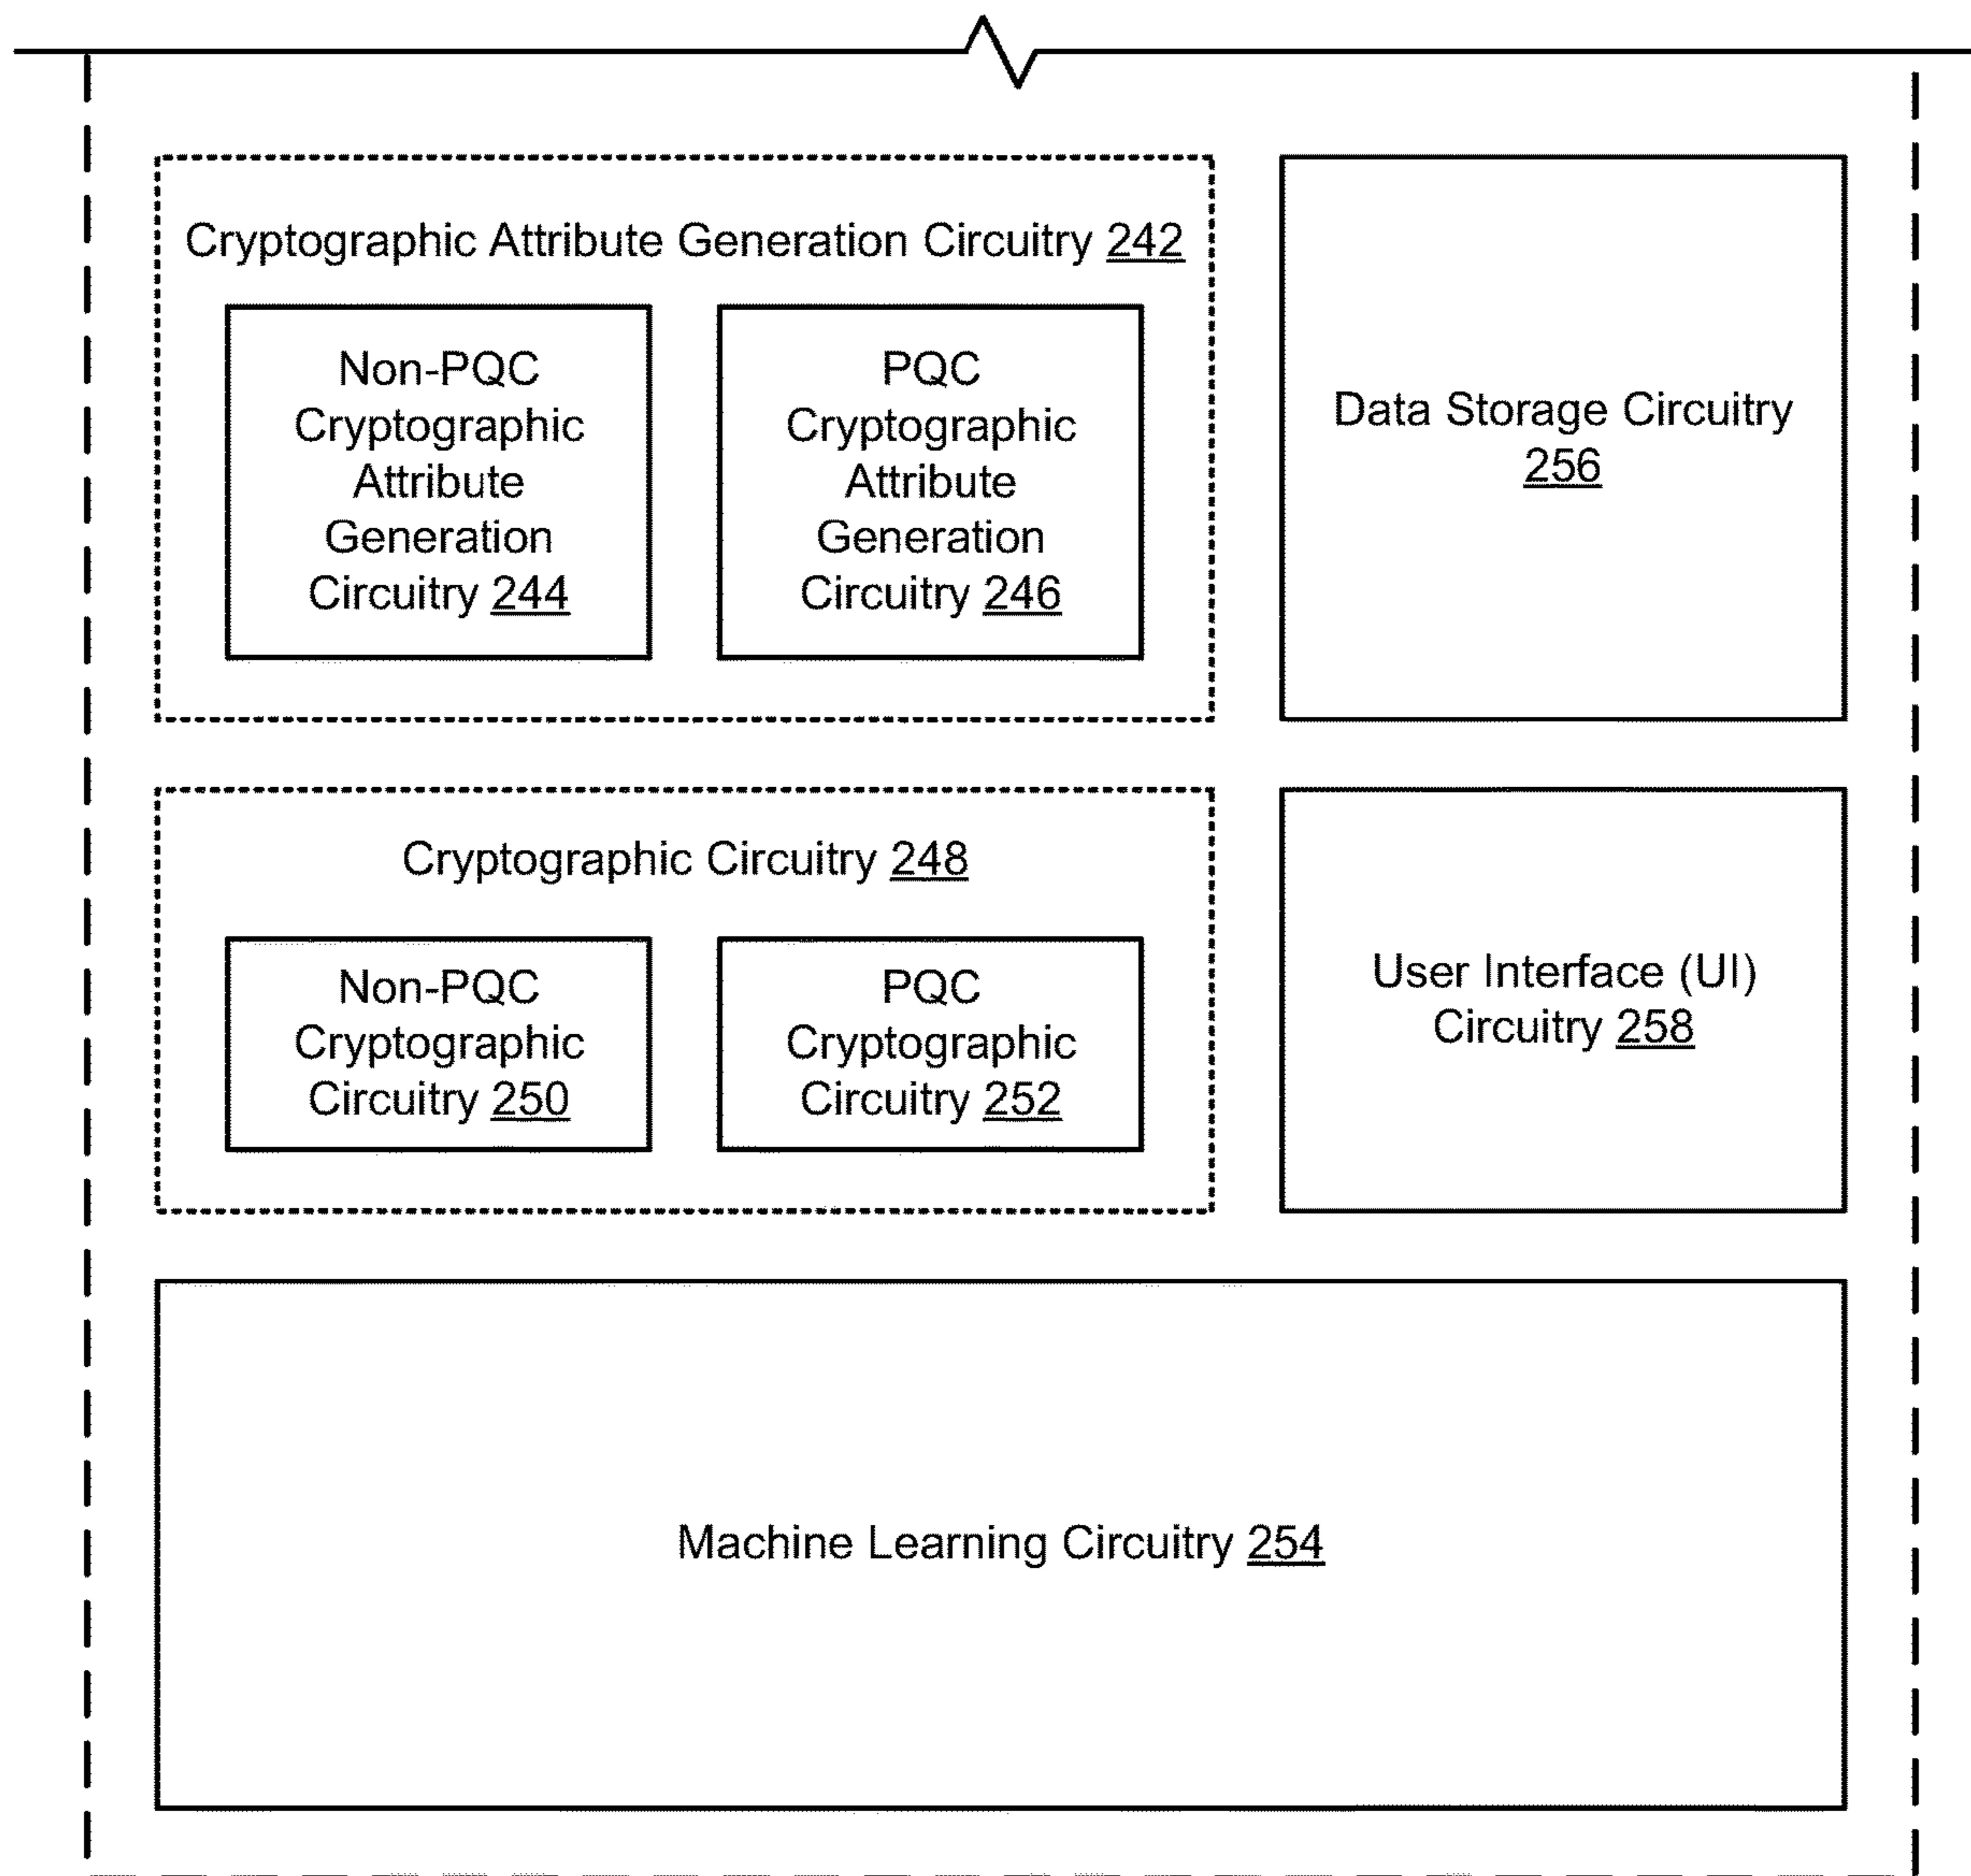 Cryptographic Attribute Generation Circuitry 242
Non-PQC
Cryptographic
Attribute
Generation
Circuitry 244
PQC
Cryptographic
Attribute
Generation
Circuitry 246
Data Storage Circuitry
256
Cryptographic Circuitry 248
Non-PQC
Cryptographic
Circuitry 250
PQC
Cryptographic
Circuitry 252
User Interface (UI)
Circuitry 258
Machine Learning Circuitry 254